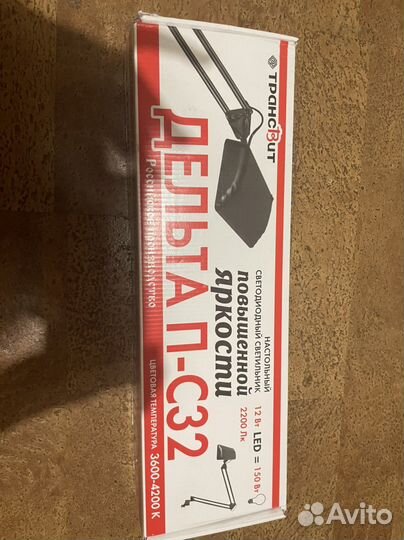 трансВит
ДЕЛЬТА П-С32
Российское производство
НАСТОЛЬНЫЙ
СВЕТОДИОДНЫЙ СВЕТИЛЬНИК
повышенной
яркости
12 Вт LED = 150 Вт
2200 Лк
ЦВЕТОВАЯ ТЕМПЕРАТУРА 3600-4200 К
Avito